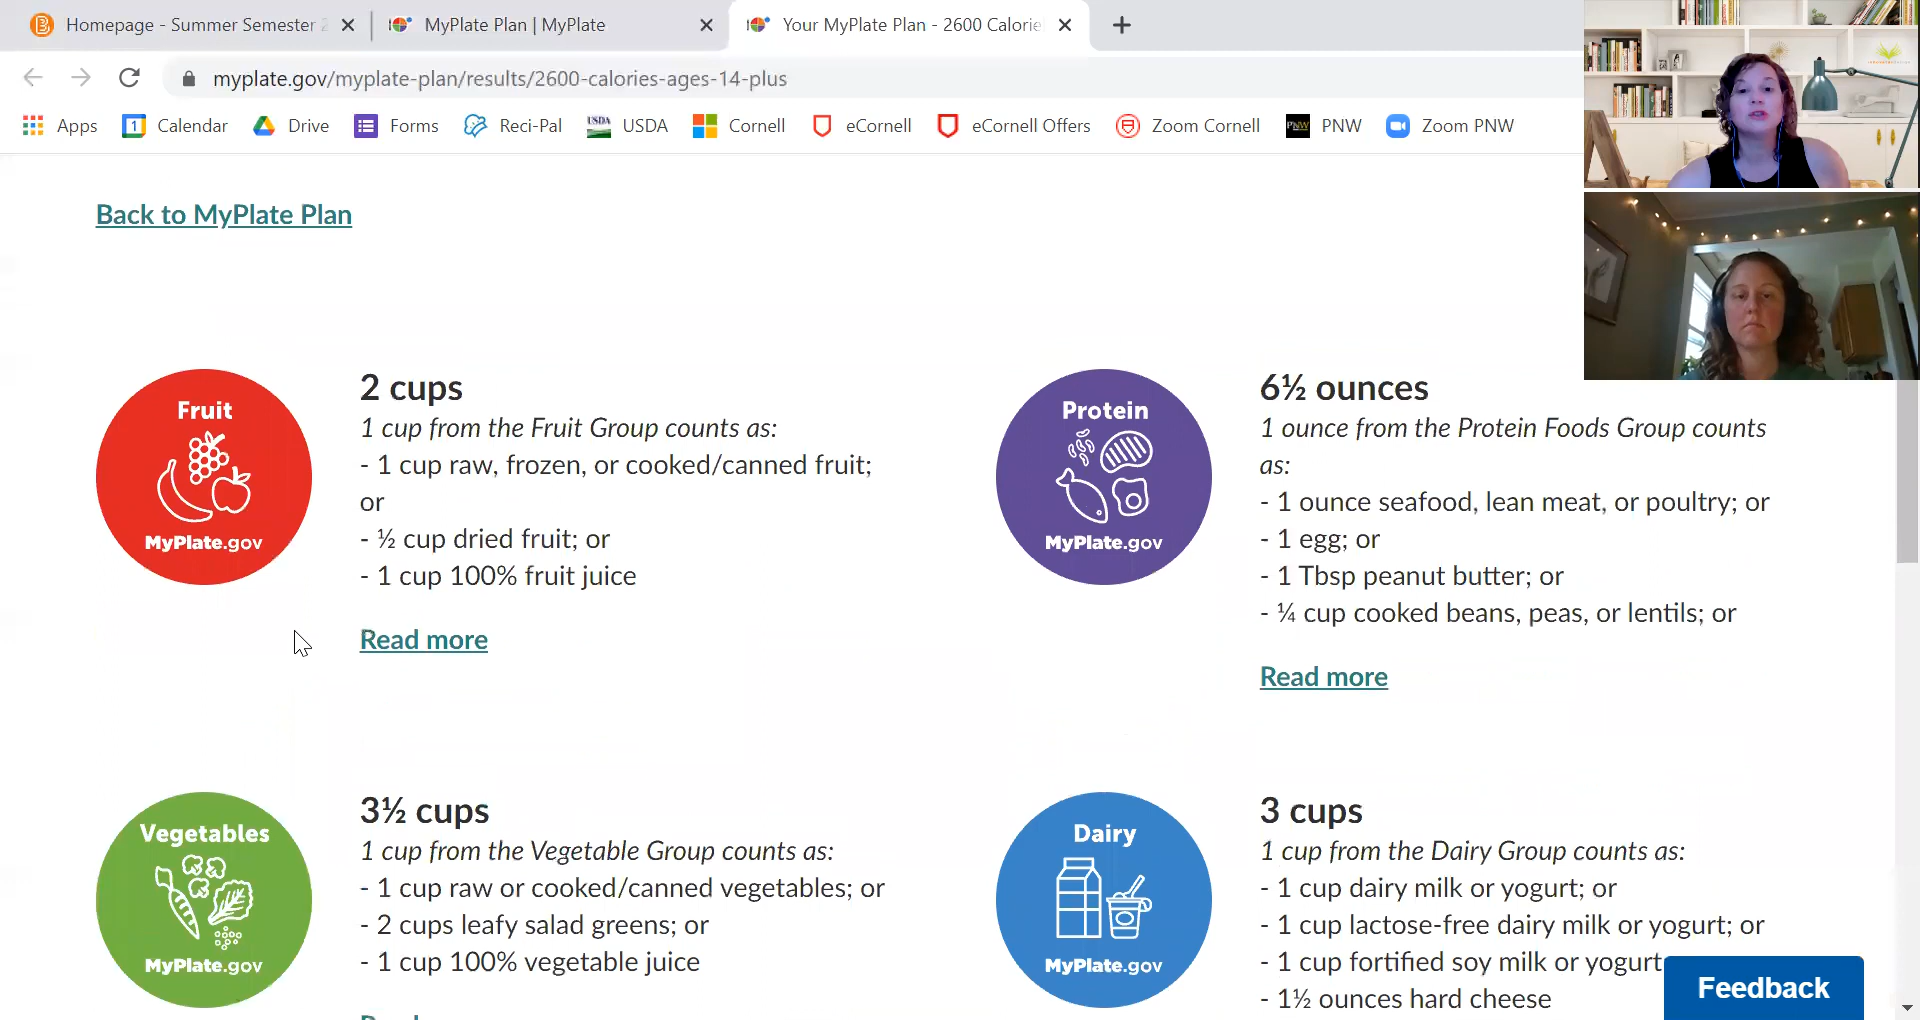 Homepage - Summer Semester
MyPlate Plan | MyPlate
Your MyPlate Plan - 2600 Calorie
myplate.gov/myplate-plan/results/2600-calories-ages-14-plus
Apps
Calendar
Drive
Forms
Reci-Pal
USDA
USDA
Cornell
eCornell
eCornell Offers
Zoom Cornell
PNW
PNW
Zoom PNW
Back to MyPlate Plan
Fruit
MyPlate.gov
2 cups
1 cup from the Fruit Group counts as:
- 1 cup raw, frozen, or cooked/canned fruit;
or
- ½ cup dried fruit; or
- 1 cup 100% fruit juice
Read more
Protein
MyPlate.gov
6½ ounces
1 ounce from the Protein Foods Group counts
as:
- 1 ounce seafood, lean meat, or poultry; or
- 1 egg; or
- 1 Tbsp peanut butter; or
- ¼ cup cooked beans, peas, or lentils; or
Read more
Vegetables
MyPlate.gov
3½ cups
1 cup from the Vegetable Group counts as:
- 1 cup raw or cooked/canned vegetables; or
- 2 cups leafy salad greens; or
- 1 cup 100% vegetable juice
Dairy
MyPlate.gov
3 cups
1 cup from the Dairy Group counts as:
- 1 cup dairy milk or yogurt; or
- 1 cup lactose-free dairy milk or yogurt; or
- 1 cup fortified soy milk or yogurt
- 1½ ounces hard cheese
Feedback